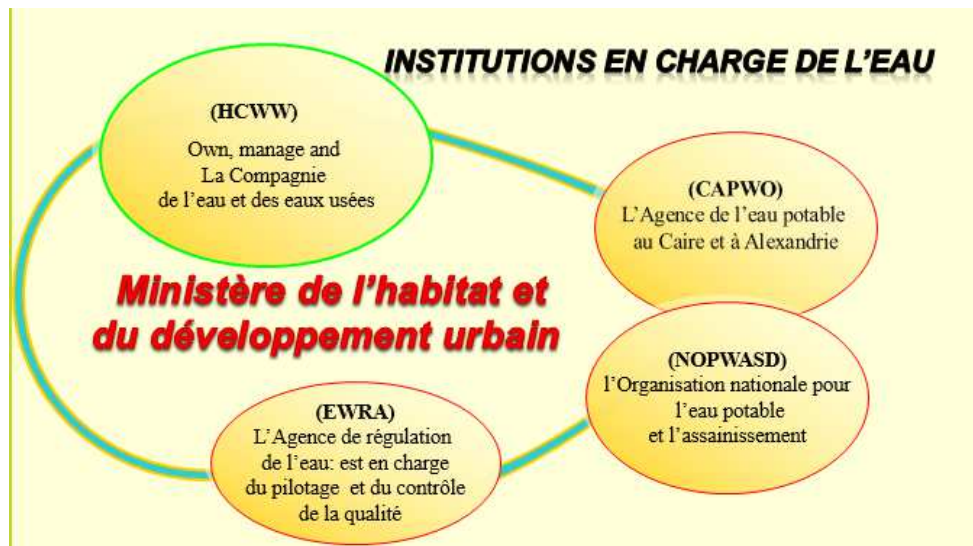 INSTITUTIONS EN CHARGE DE L’EAU
(HCWW)
Own, manage and
La Compagnie
de l’eau et des eaux usées
(CAPWO)
L’Agence de l’eau potable
au Caire et à Alexandrie
Ministère de l’habitat et
du développement urbain
(NOPWASD)
l’Organisation nationale pour
l’eau potable
et l’assainissement
(EWRA)
L’Agence de régulation
de l’eau: est en charge
du pilotage et du contrôle
de la qualité